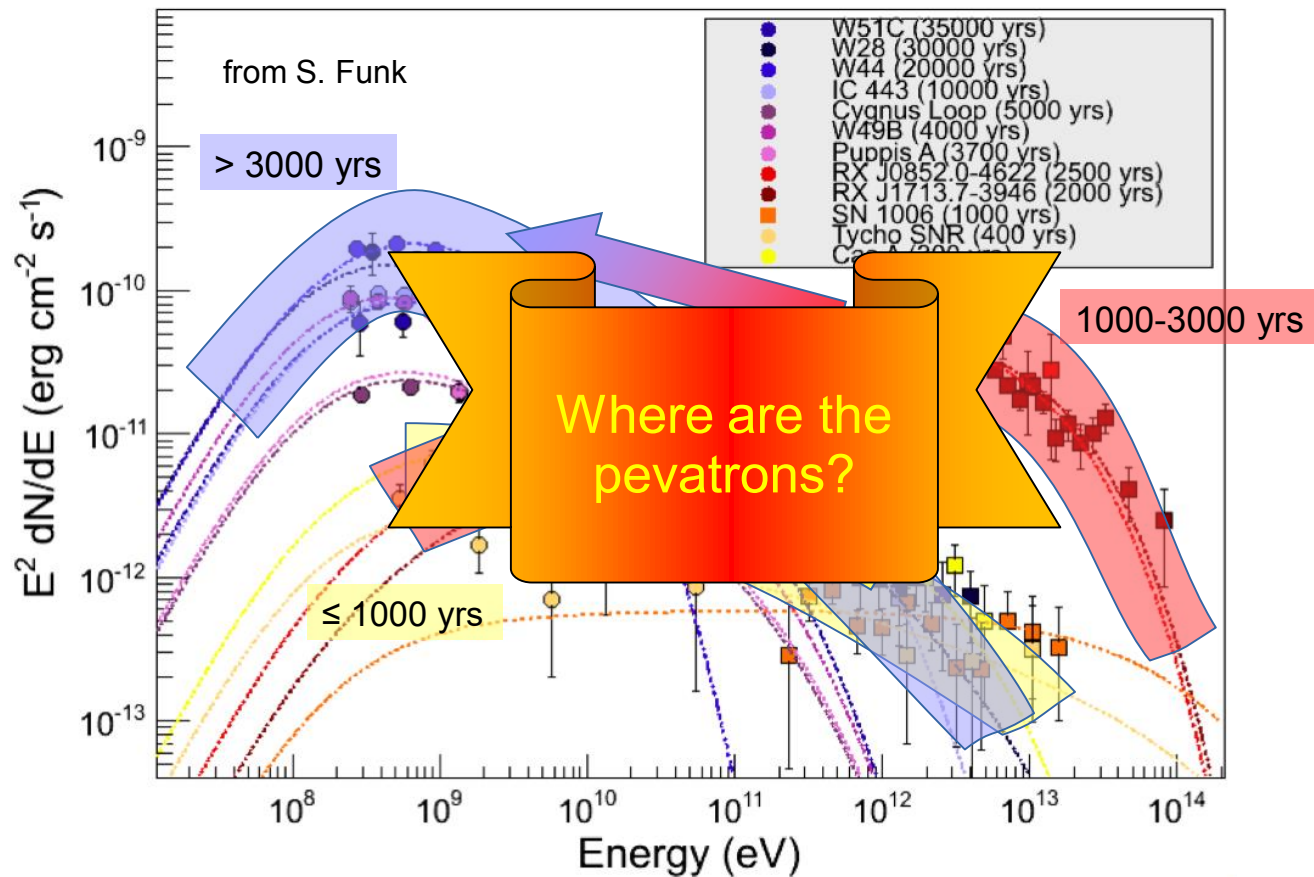 from S. Funk
W51C (35000 yrs)
W28 (30000 yrs)
W44 (20000 yrs)
IC 443 (10000 yrs)
Cygnus Loop (5000 yrs)
W49B (4000 yrs)
Puppis A (3700 yrs)
RX J0852.0-4622 (2500 yrs)
RX J1713.7-3946 (2000 yrs)
SN 1006 (1000 yrs)
Tycho SNR (400 yrs)
Cas A
> 3000 yrs
1000-3000 yrs
≤ 1000 yrs
Where are the
pevatrons?
E² dN/dE (erg cm⁻² s⁻¹)
10⁻⁹
10⁻¹⁰
10⁻¹¹
10⁻¹²
10⁻¹³
10⁸ 10⁹ 10¹⁰ 10¹¹ 10¹² 10¹³ 10¹⁴
Energy (eV)